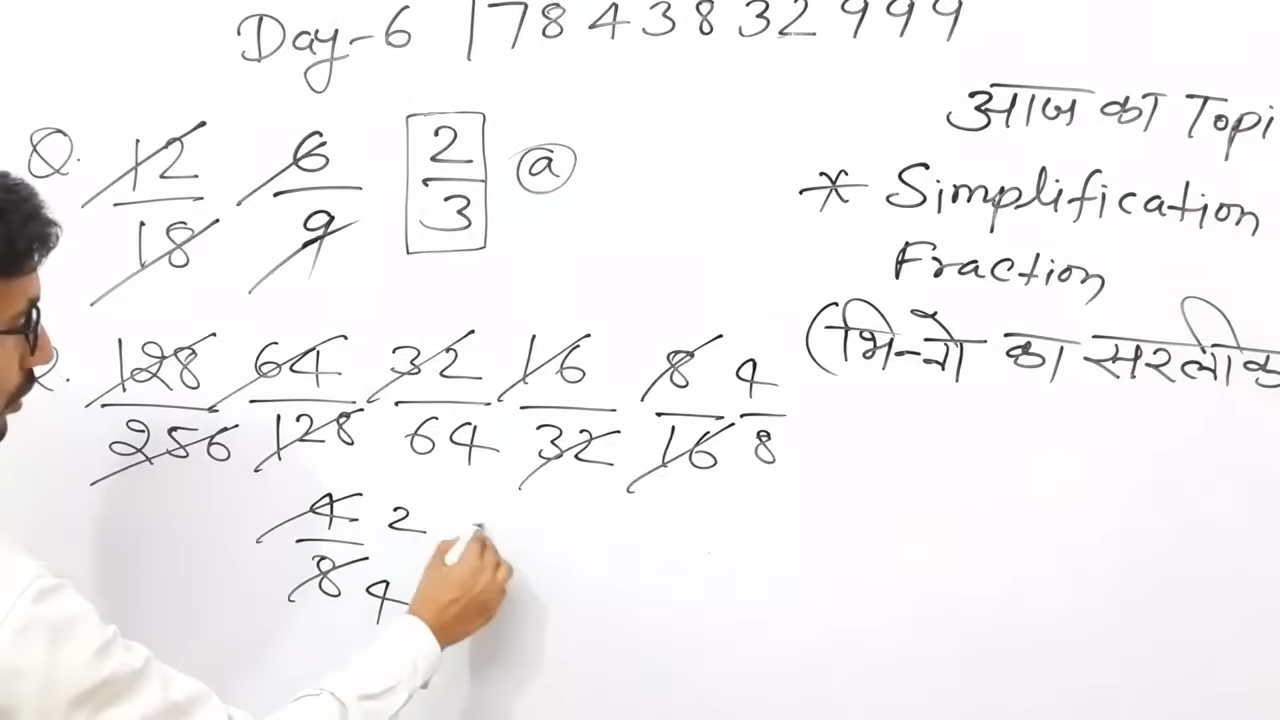 Day-6 | 7843832999
आज का Topi
* Simplification
Fraction
(भिन्नो का सरलीक
Q. 12/18 6/9 2/3 (a)
2. 128/256 64/128 32/64 16/32 8/16 4/8
4/8 2
4